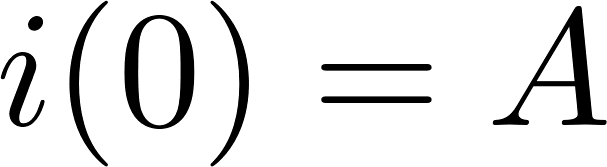 i(0) = A